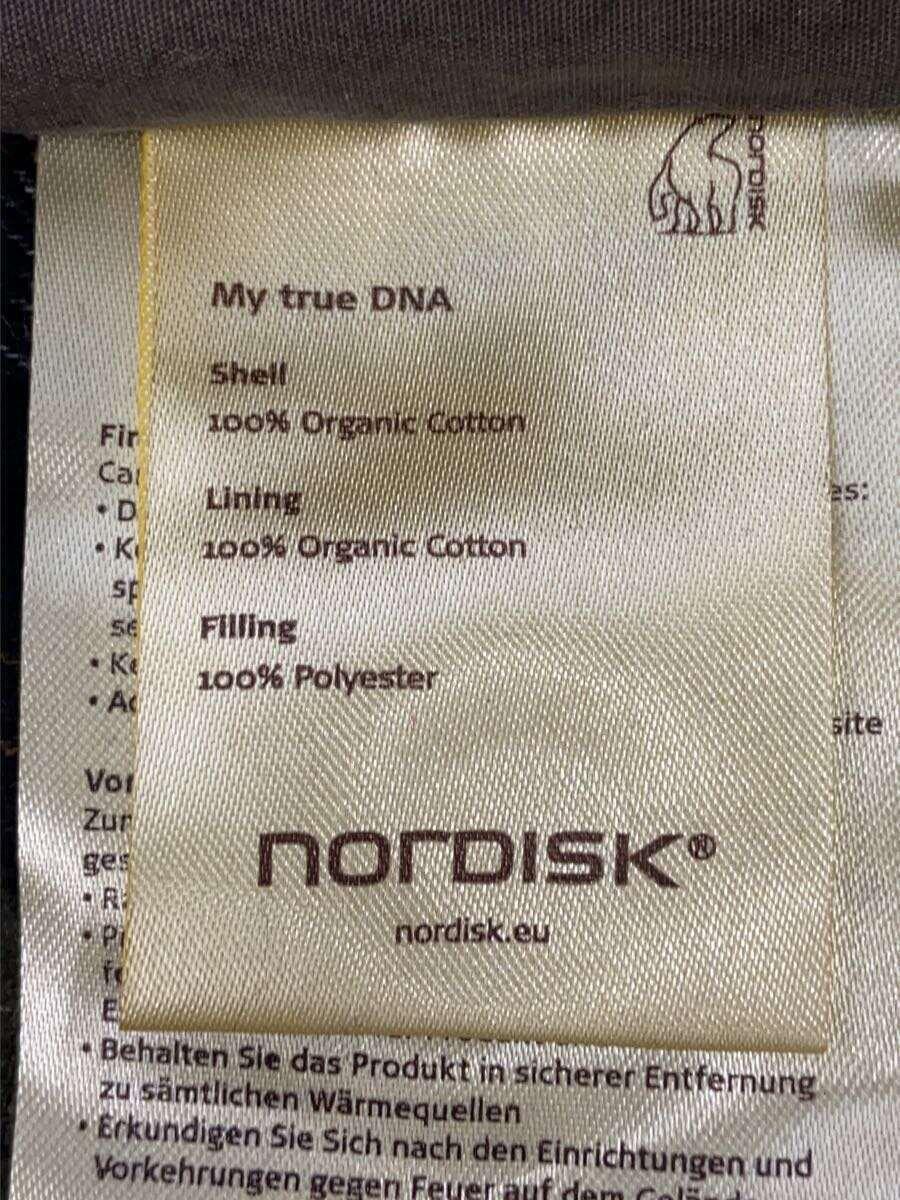 nordisk
My true DNA
Shell
100% Organic Cotton
Lining
100% Organic Cotton
Filling
100% Polyester
nordisk®
nordisk.eu
• Behalten Sie das Produkt in sicherer Entfernung
zu sämtlichen Wärmequellen
• Erkundigen Sie Sich nach den Einrichtungen und
Vorkehrungen gegen Feuer auf dem